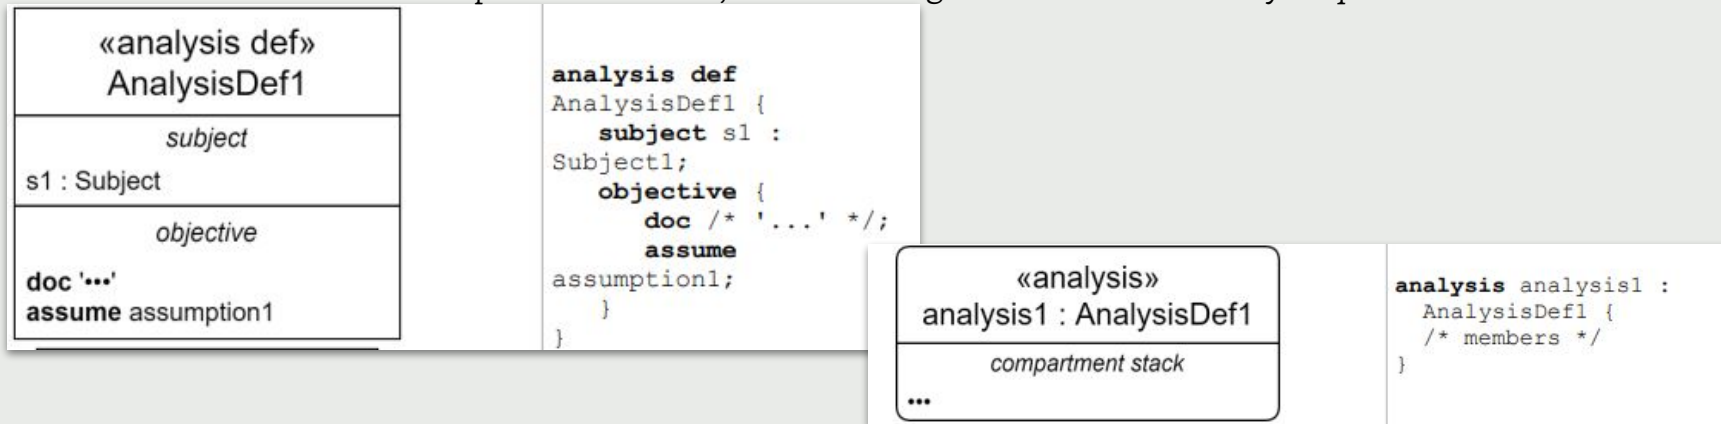 «analysis def»
AnalysisDef1
subject
s1 : Subject
objective
doc '•••'
assume assumption1
analysis def
AnalysisDef1 {
subject s1 :
Subject1;
objective {
doc /* '...' */;
assume
assumption1;
}
}
«analysis»
analysis1 : AnalysisDef1
compartment stack
•••
analysis analysis1 :
AnalysisDef1 {
/* members */
}